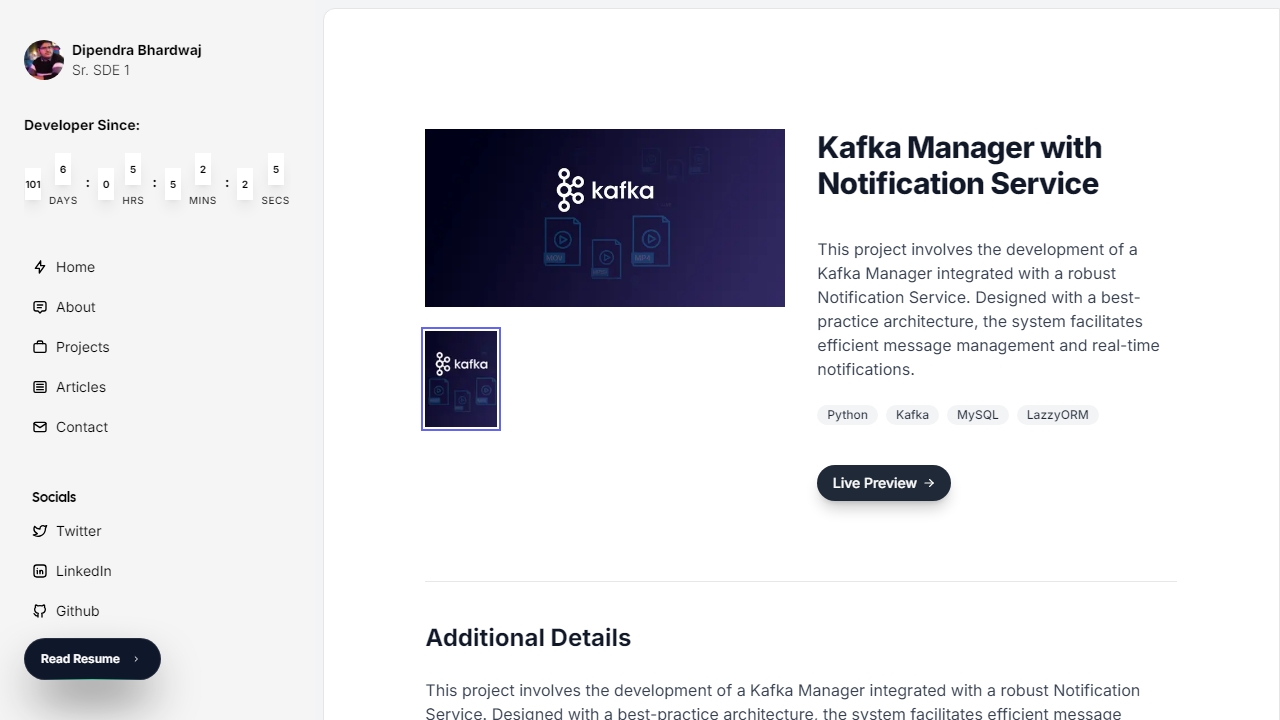 Dipendra Bhardwaj
Sr. SDE 1
Developer Since:
101 6 DAYS : 0 5 HRS : 5 2 MINS : 2 5 SECS
Home
About
Projects
Articles
Contact
Socials
Twitter
LinkedIn
Github
Read Resume
kafka
MOV
MP4
kafka
Kafka Manager with
Notification Service
This project involves the development of a
Kafka Manager integrated with a robust
Notification Service. Designed with a best-
practice architecture, the system facilitates
efficient message management and real-time
notifications.
Python Kafka MySQL LazzyORM
Live Preview →
Additional Details
This project involves the development of a Kafka Manager integrated with a robust Notification
Service. Designed with a best-practice architecture, the system facilitates efficient message